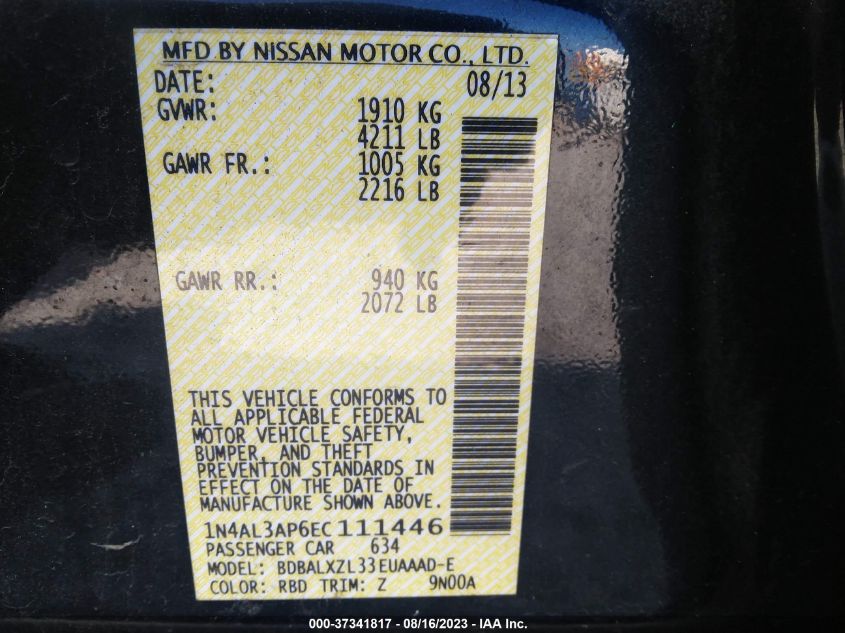 MFD BY NISSAN MOTOR CO., LTD.
DATE: 08/13
GVWR: 1910 KG
4211 LB
GAWR FR.: 1005 KG
2216 LB
GAWR RR.: 940 KG
2072 LB
THIS VEHICLE CONFORMS TO
ALL APPLICABLE FEDERAL
MOTOR VEHICLE SAFETY,
BUMPER, AND THEFT
PREVENTION STANDARDS IN
EFFECT ON THE DATE OF
MANUFACTURE SHOWN ABOVE.
1N4AL3AP6EC111446
PASSENGER CAR 634
MODEL: BDBALXZL33EUAAAD-E
COLOR: RBD TRIM: Z 9N00A
000-37341817 - 08/16/2023 - IAA Inc.